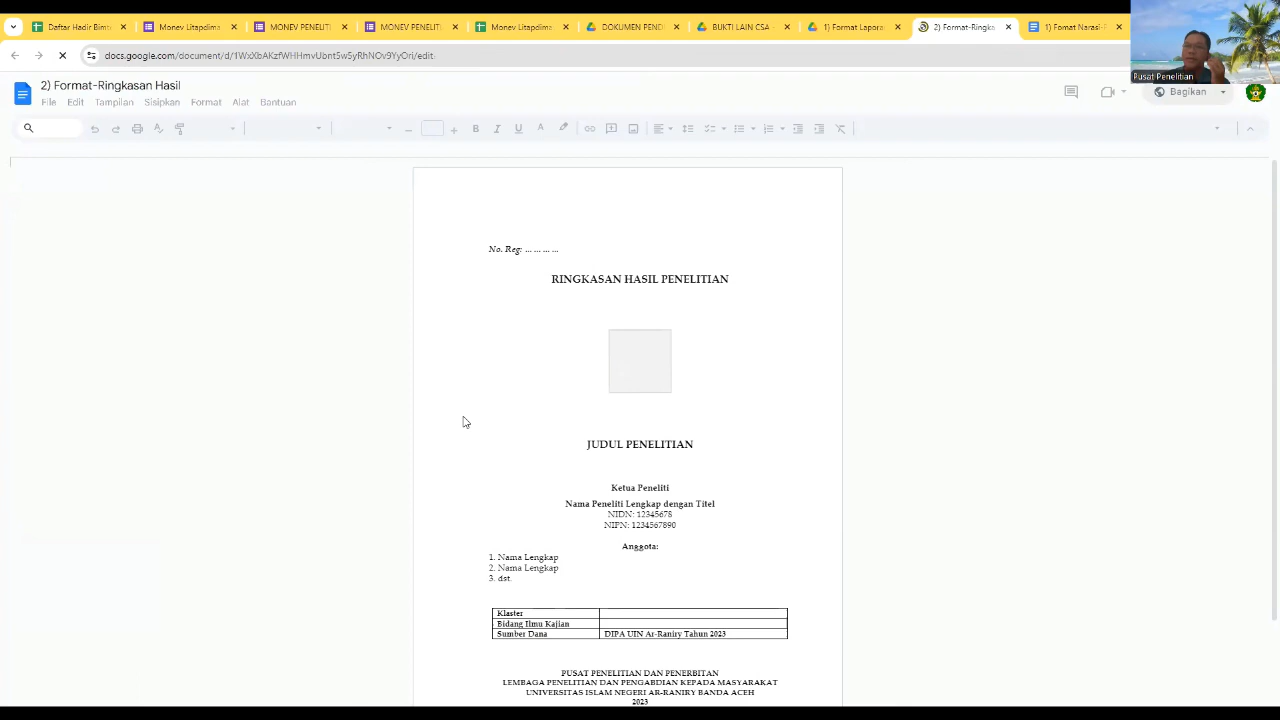 Daftar Hadir Bimb
Monev Litapdima
MONEV PENELITI
MONEV PENELITI
Monev Litapdima
DOKUMEN PEND
BUKTI LAIN CSA
1) Format Lapora
2) Format-Ringka
1) Fomat Narasi-
docs.google.com/document/d/1WxXbAKzfWHHmvUbnt5w5yRhNOv9YyOri/edit
Pusat Penelitian
2) Format-Ringkasan Hasil
File Edit Tampilan Sisipkan Format Alat Bantuan
Bagikan
No. Reg: ... ... ... ...
RINGKASAN HASIL PENELITIAN
JUDUL PENELITIAN
Ketua Peneliti
Nama Peneliti Lengkap dengan Titel
NIDN: 12345678
NIPN: 1234567890
Anggota:
1. Nama Lengkap
2. Nama Lengkap
3. dst.
Klaster
Bidang Ilmu Kajian
Sumber Dana DIPA UIN Ar-Raniry Tahun 2023
PUSAT PENELITIAN DAN PENERBITAN
LEMBAGA PENELITIAN DAN PENGABDIAN KEPADA MASYARAKAT
UNIVERSITAS ISLAM NEGERI AR-RANIRY BANDA ACEH
2023